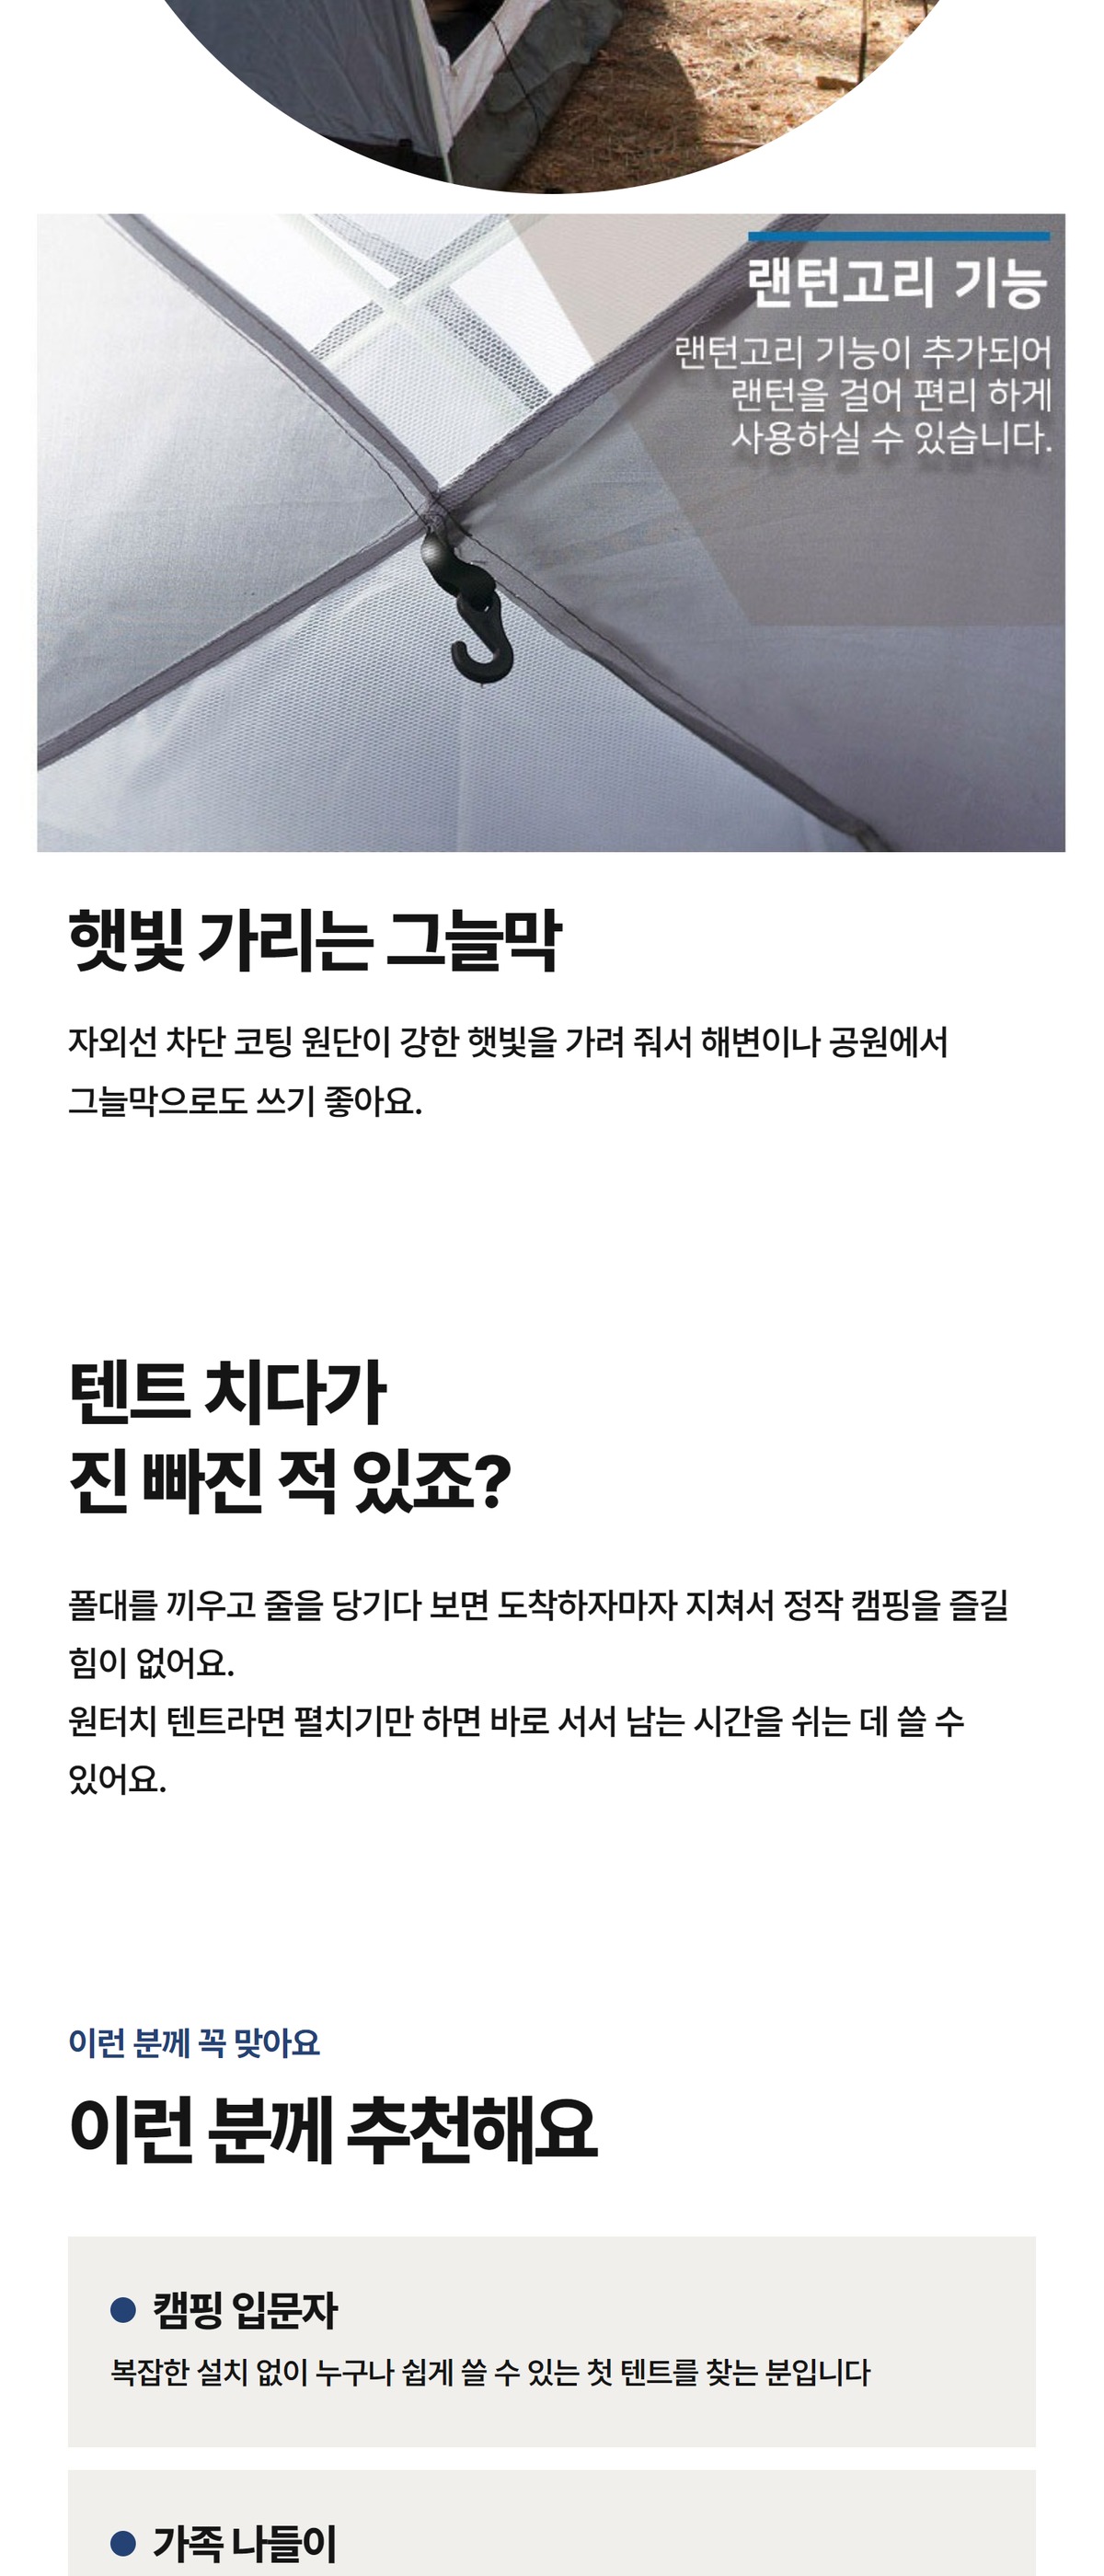 랜턴고리 기능
랜턴고리 기능이 추가되어
랜턴을 걸어 편리 하게
사용하실 수 있습니다.
햇빛 가리는 그늘막
자외선 차단 코팅 원단이 강한 햇빛을 가려 줘서 해변이나 공원에서
그늘막으로도 쓰기 좋아요.
텐트 치다가
진 빠진 적 있죠?
폴대를 끼우고 줄을 당기다 보면 도착하자마자 지쳐서 정작 캠핑을 즐길
힘이 없어요.
원터치 텐트라면 펼치기만 하면 바로 서서 남는 시간을 쉬는 데 쓸 수
있어요.
이런 분께 꼭 맞아요
이런 분께 추천해요
캠핑 입문자
복잡한 설치 없이 누구나 쉽게 쓸 수 있는 첫 텐트를 찾는 분입니다
가족 나들이